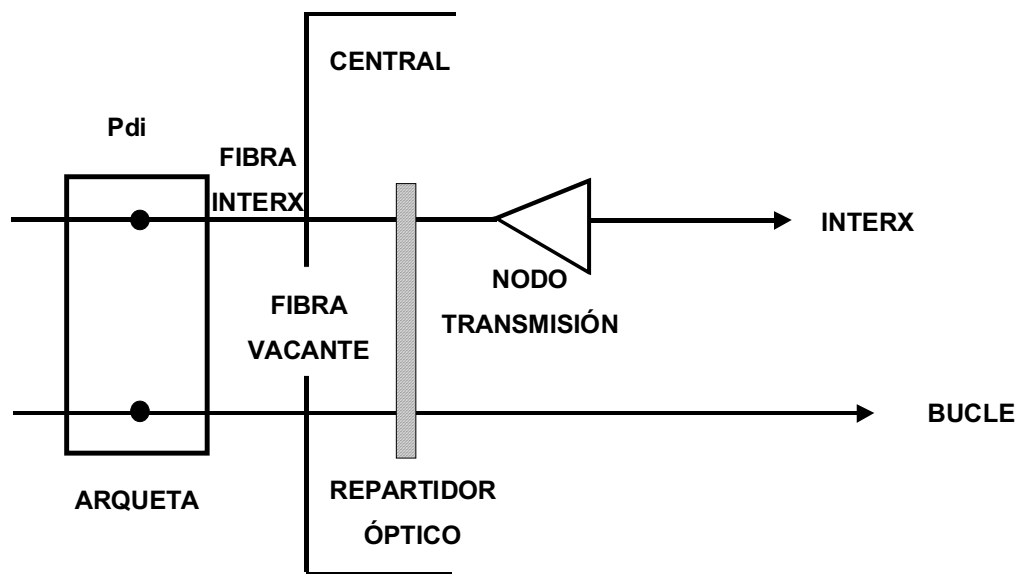 CENTRAL
Pdi
FIBRA
INTERX
INTERX
NODO
TRANSMISIÓN
FIBRA
VACANTE
BUCLE
ARQUETA
REPARTIDOR
ÓPTICO